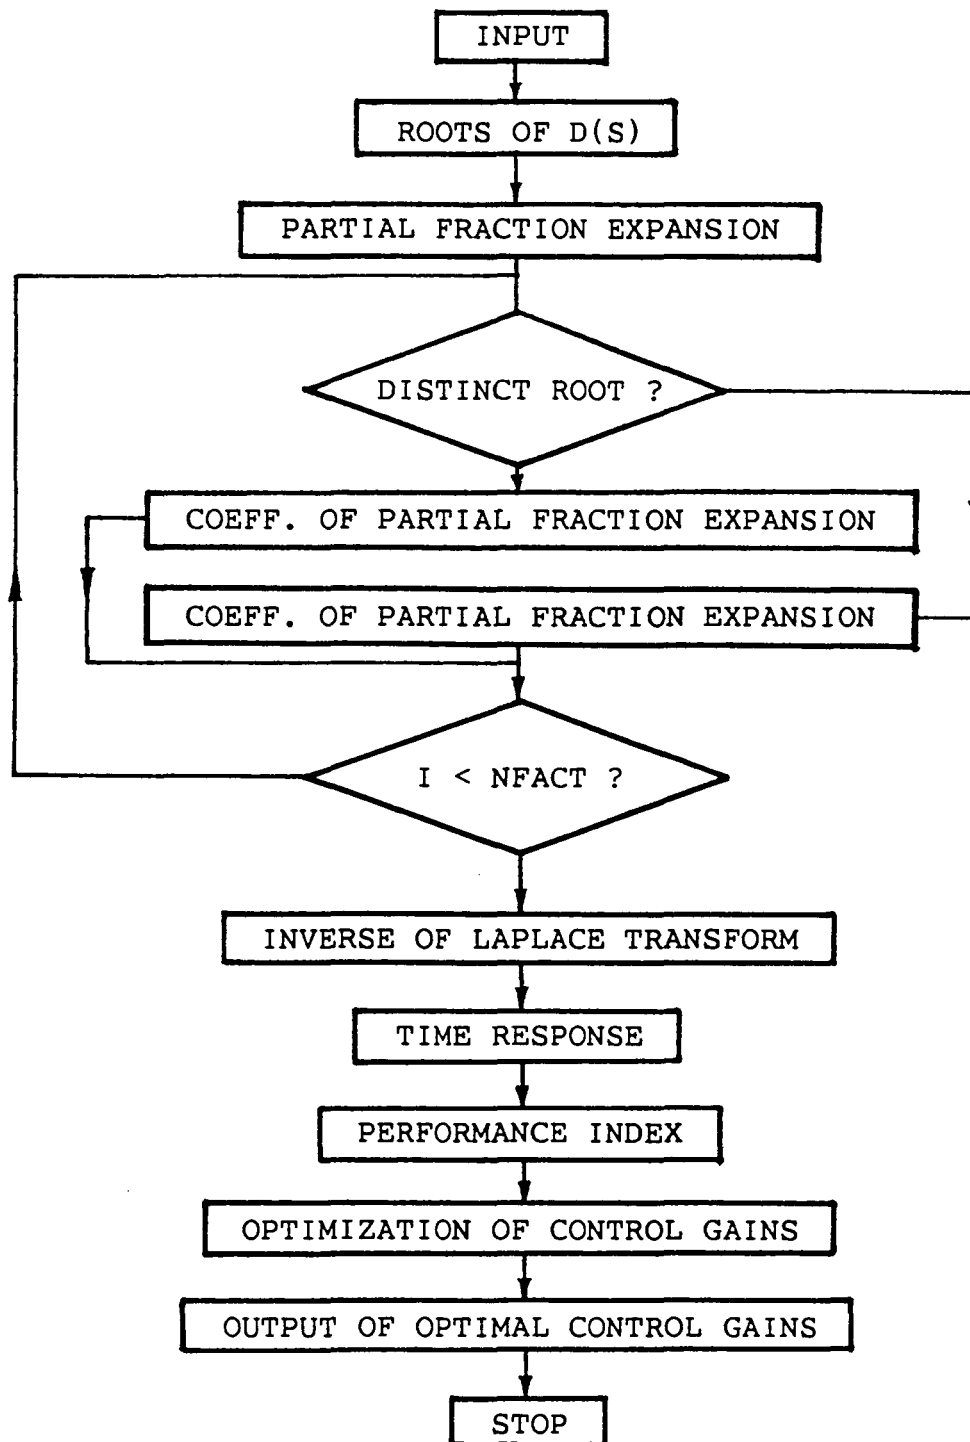 INPUT
ROOTS OF D(S)
PARTIAL FRACTION EXPANSION
DISTINCT ROOT ?
COEFF. OF PARTIAL FRACTION EXPANSION
COEFF. OF PARTIAL FRACTION EXPANSION
I < NFACT ?
INVERSE OF LAPLACE TRANSFORM
TIME RESPONSE
PERFORMANCE INDEX
OPTIMIZATION OF CONTROL GAINS
OUTPUT OF OPTIMAL CONTROL GAINS
STOP